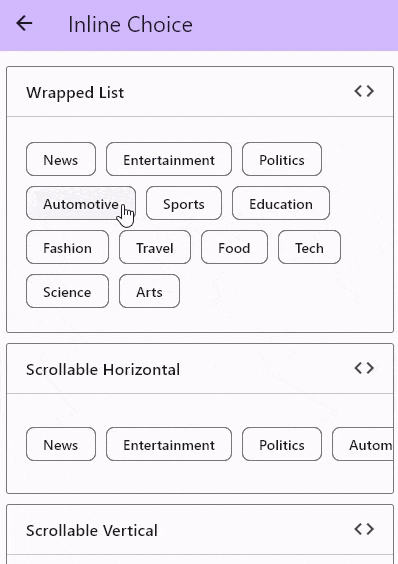 Inline Choice
Wrapped List
News Entertainment Politics
Automotive Sports Education
Fashion Travel Food Tech
Science Arts
Scrollable Horizontal
News Entertainment Politics Autom
Scrollable Vertical